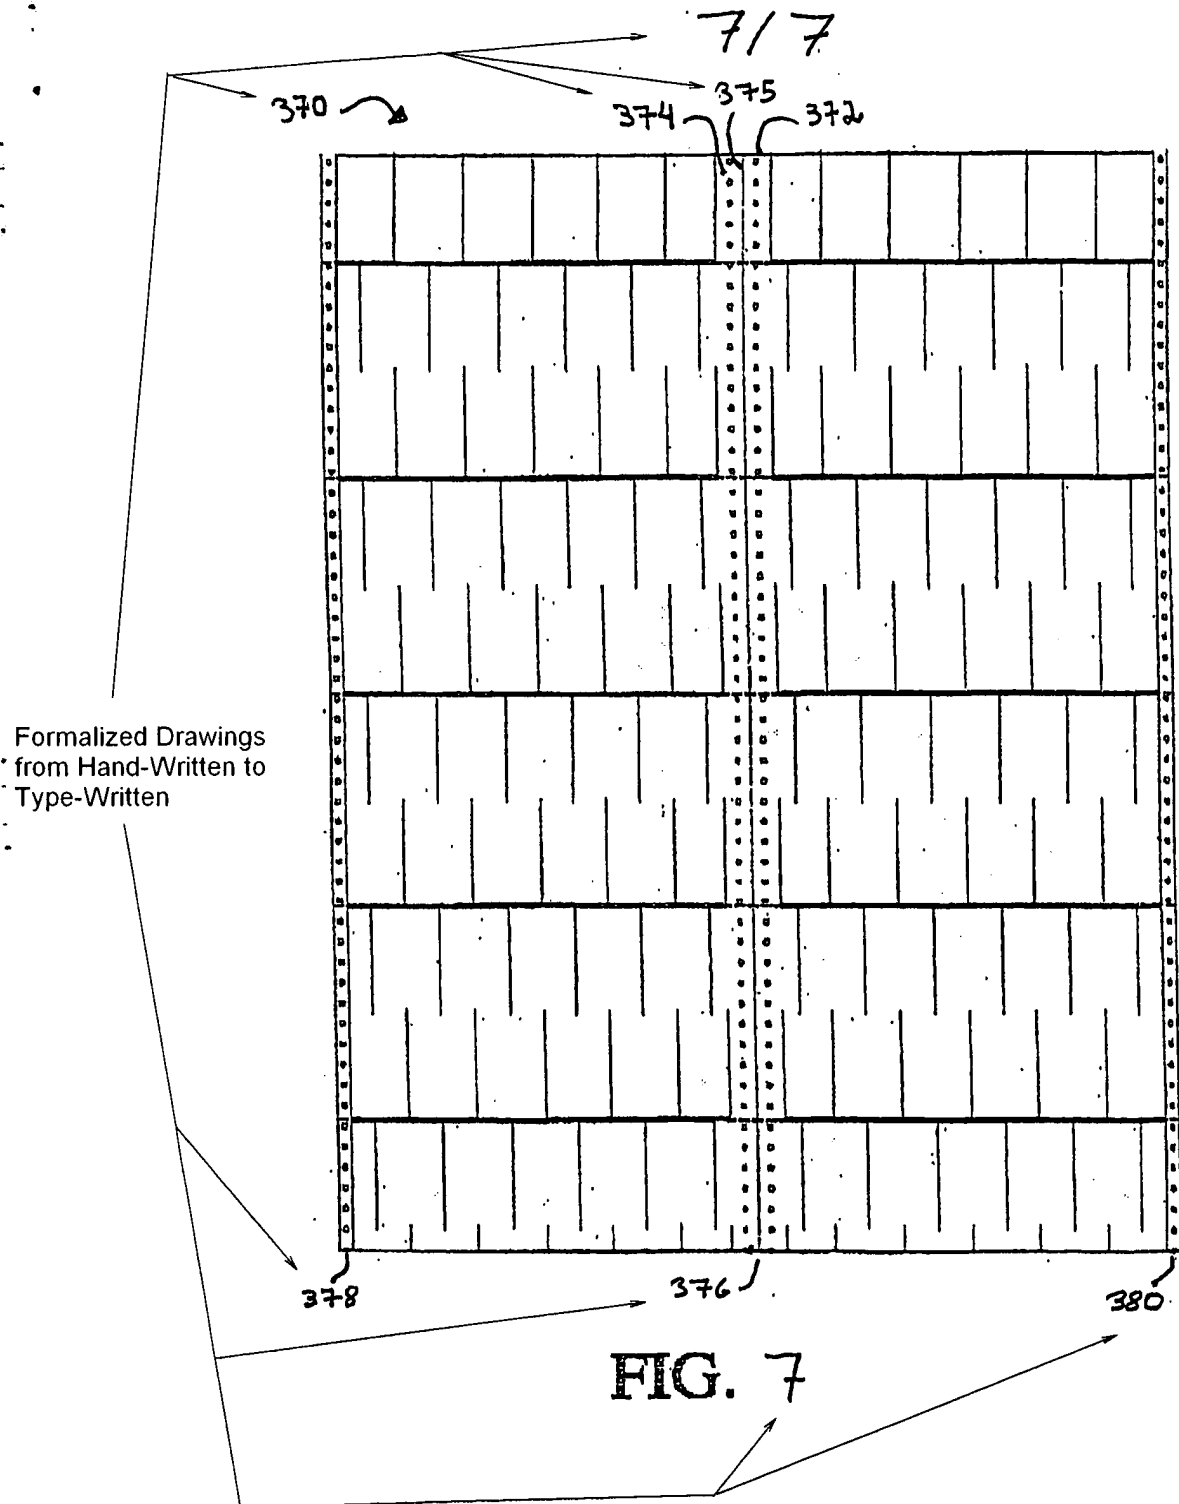 7/7
375
370
374
372
Formalized Drawings
from Hand-Written to
Type-Written
378
376
380
FIG. 7